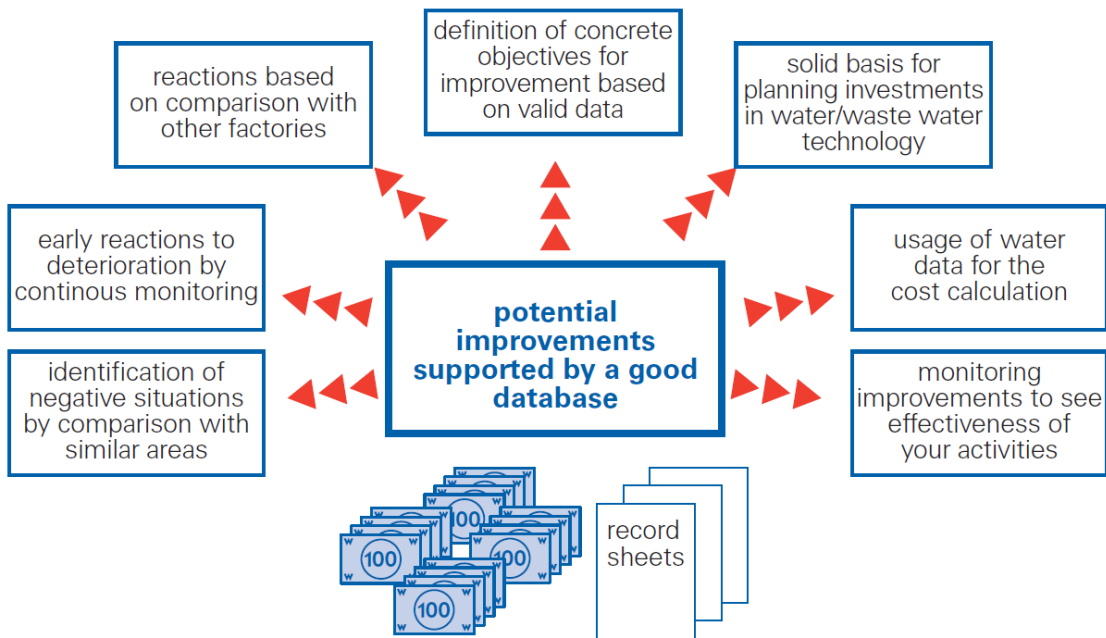 definition of concrete
objectives for
improvement based
on valid data
reactions based
on comparison with
other factories
solid basis for
planning investments
in water/waste water
technology
early reactions to
deterioration by
continous monitoring
usage of water
data for the
cost calculation
potential
improvements
supported by a good
database
identification of
negative situations
by comparison with
similar areas
monitoring
improvements to see
effectiveness of
your activities
100
100
100
100
record
sheets